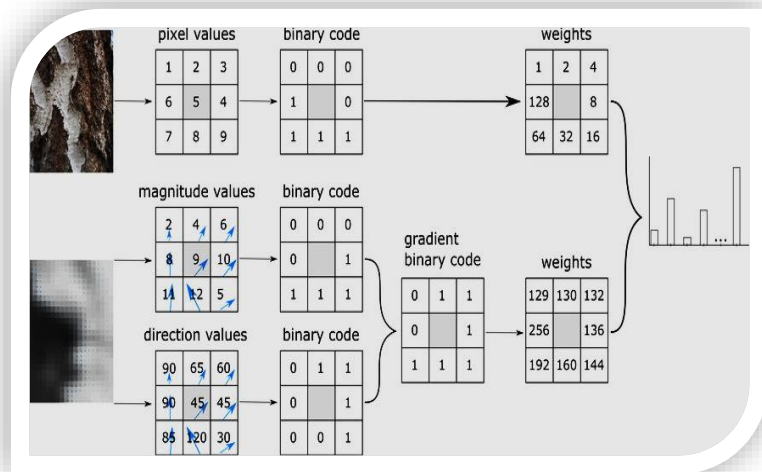 pixel values binary code weights
1 2 3 0 0 0 1 2 4
6 5 4 1 0 128 8
7 8 9 1 1 1 64 32 16
magnitude values binary code
2 4 6 0 0 0
8 9 10 0 1
11 12 5 1 1 1
gradient
binary code weights
0 1 1 129 130 132
0 1 256 136
1 1 1 192 160 144
direction values binary code
90 65 60 0 1 1
90 45 45 0 1
85 120 30 0 0 1
...